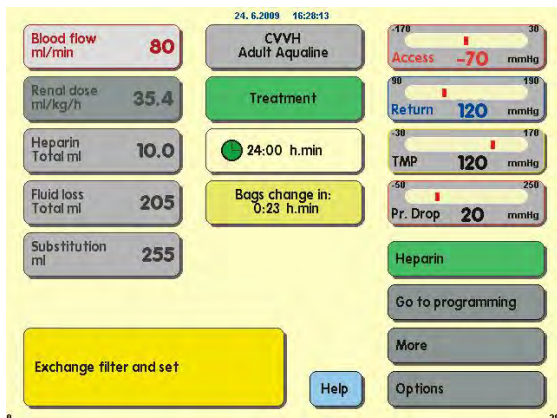 24. 6.2009 16:28:13
Blood flow
ml/min 80
Renal dose
ml/kg/h 35.4
Heparin
Total ml 10.0
Fluid loss
Total ml 205
Substitution
ml 255
CVVH
Adult Aqualine
Treatment
24:00 h.min
Bags change in:
0:23 h.min
-170 30
Access -70 mmHg
90 190
Return 120 mmHg
-30 170
TMP 120 mmHg
-50 250
Pr. Drop 20 mmHg
Heparin
Go to programming
More
Options
Exchange filter and set
Help